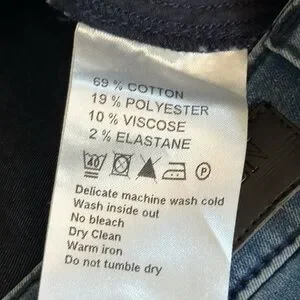 69 % COTTON
19 % POLYESTER
10 % VISCOSE
2 % ELASTANE
40 P
Delicate machine wash cold
Wash inside out
No bleach
Dry Clean
Warm iron
Do not tumble dry